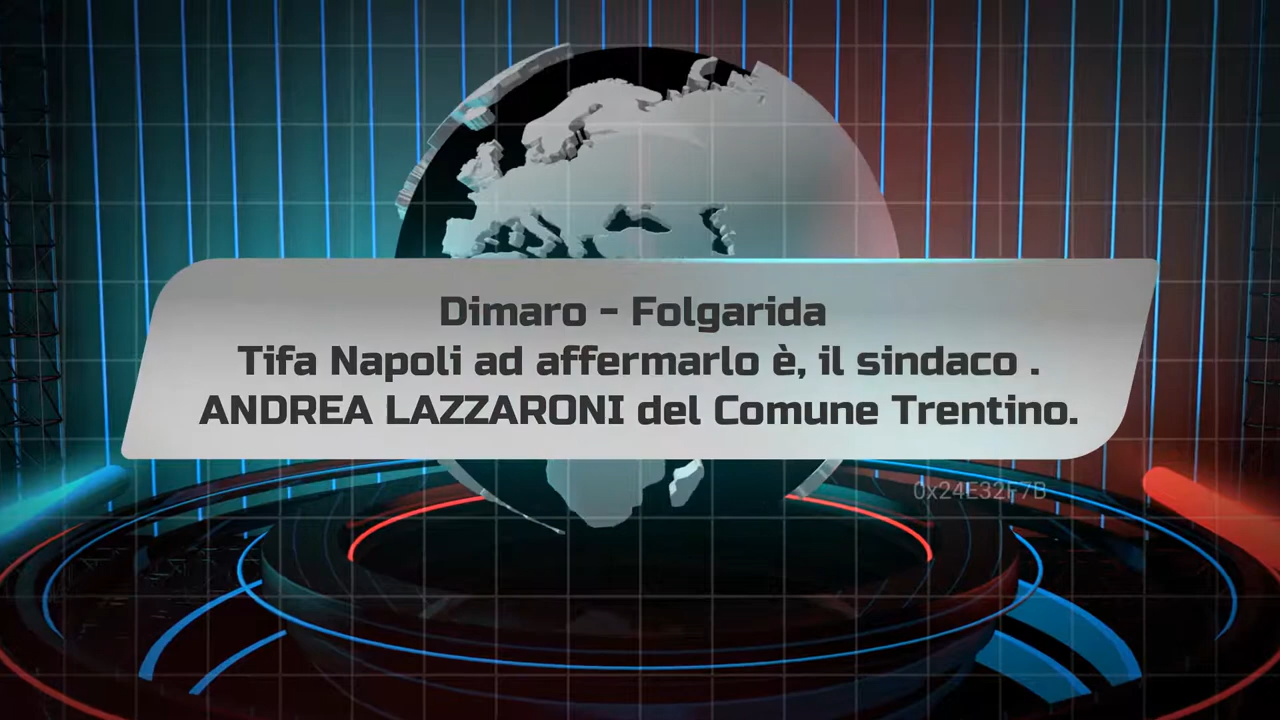 Dimaro - Folgarida
Tifa Napoli ad affermarlo è, il sindaco .
ANDREA LAZZARONI del Comune Trentino.
0x24E32F7B